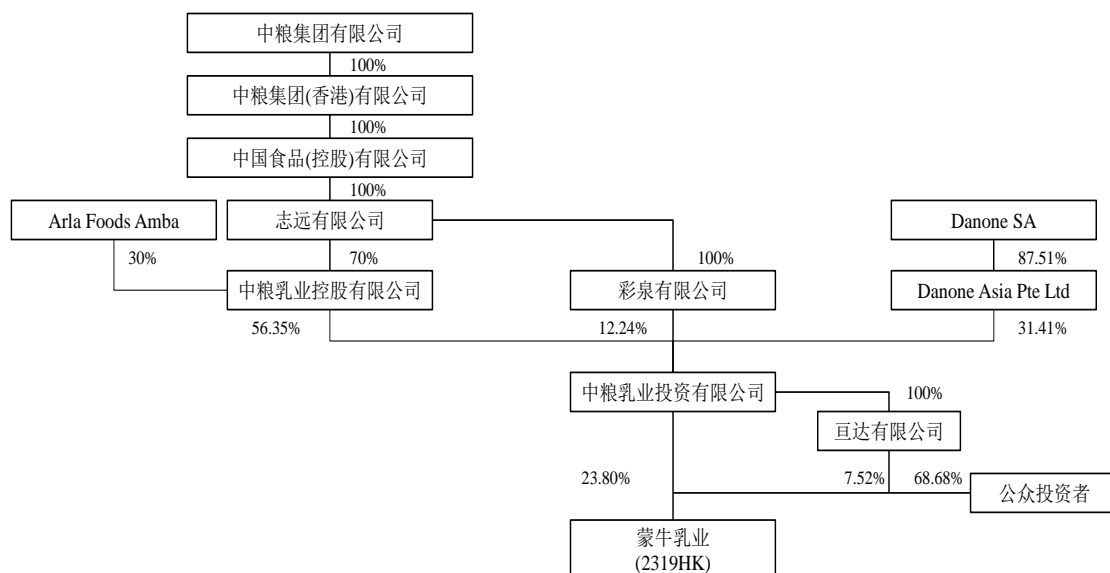 中粮集团有限公司
100%
中粮集团(香港)有限公司
100%
中国食品(控股)有限公司
100%
Arla Foods Amba
志远有限公司
Danone SA
30%
70%
100%
87.51%
中粮乳业控股有限公司
彩泉有限公司
Danone Asia Pte Ltd
56.35%
12.24%
31.41%
中粮乳业投资有限公司
100%
亘达有限公司
23.80%
7.52%
68.68%
公众投资者
蒙牛乳业
(2319HK)